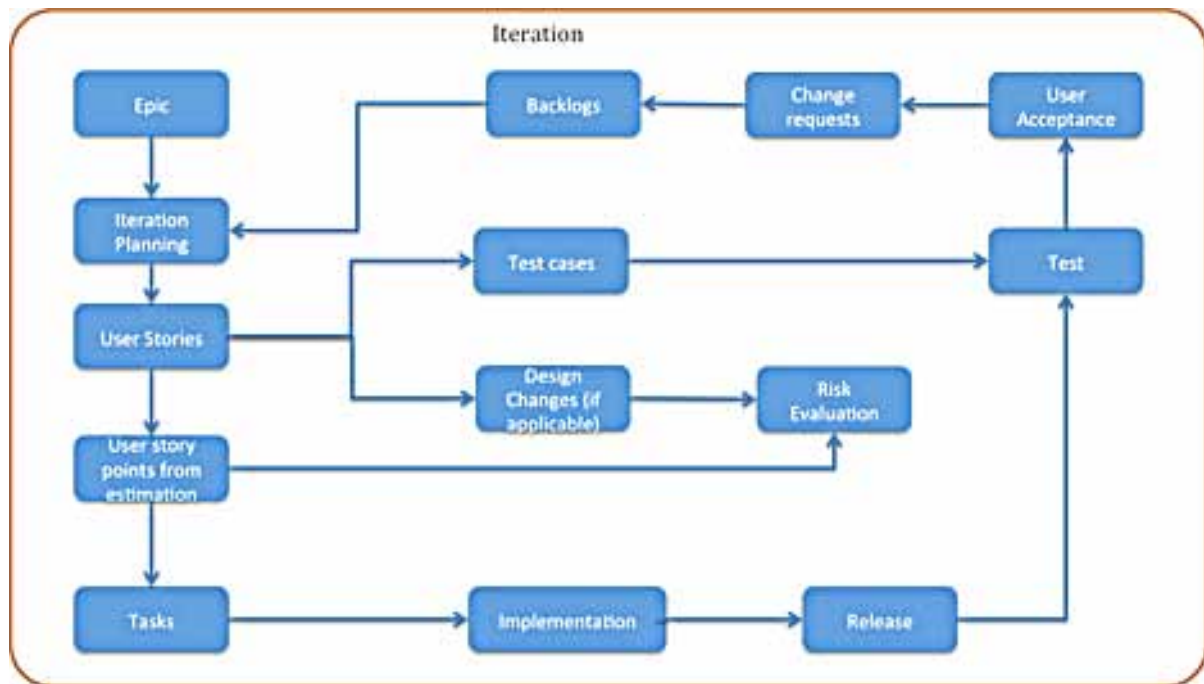 Iteration
Epic
Backlogs
Change
requests
User
Acceptance
Iteration
Planning
Test cases
Test
User Stories
Design
Changes (if
applicable)
Risk
Evaluation
User story
points from
estimation
Tasks
Implementation
Release